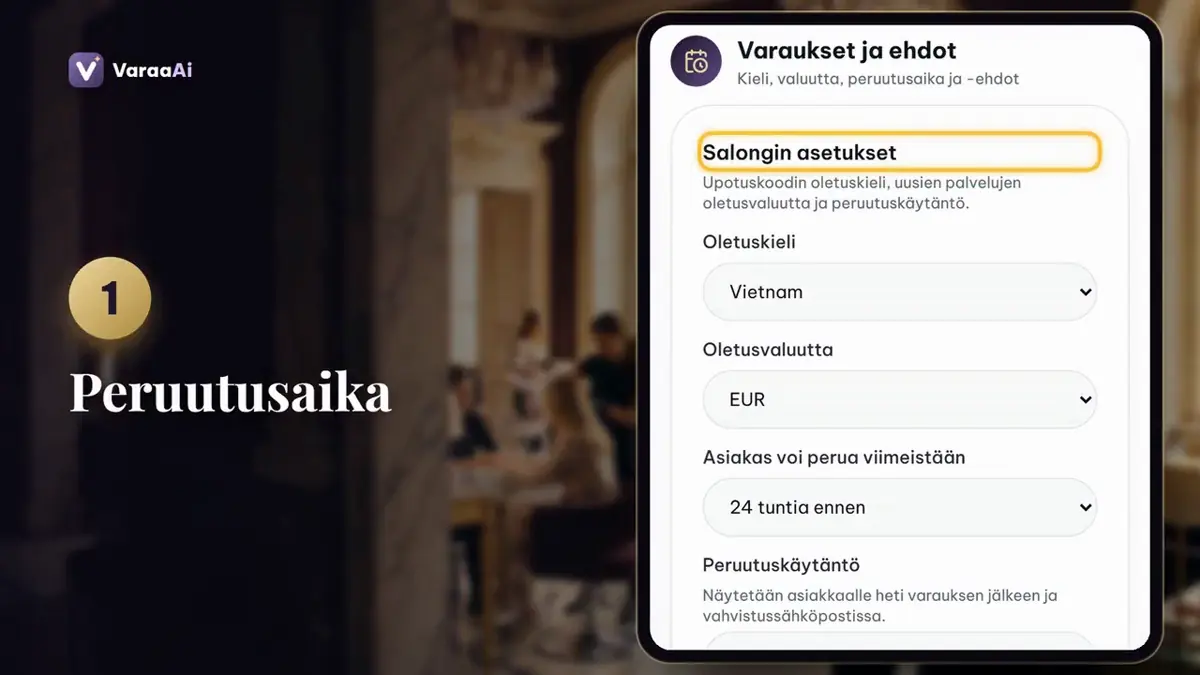 VaraaAi
1
Peruutusaika
Varaukset ja ehdot
Kieli, valuutta, peruutusaika ja -ehdot
Salongin asetukset
Upotuskoodin oletuskieli, uusien palvelujen
oletusvaluutta ja peruutuskäytäntö.
Oletuskieli
Vietnam
Oletusvaluutta
EUR
Asiakas voi perua viimeistään
24 tuntia ennen
Peruutuskäytäntö
Näytetään asiakkaalle heti varauksen jälkeen ja
vahvistussähköpostissa.